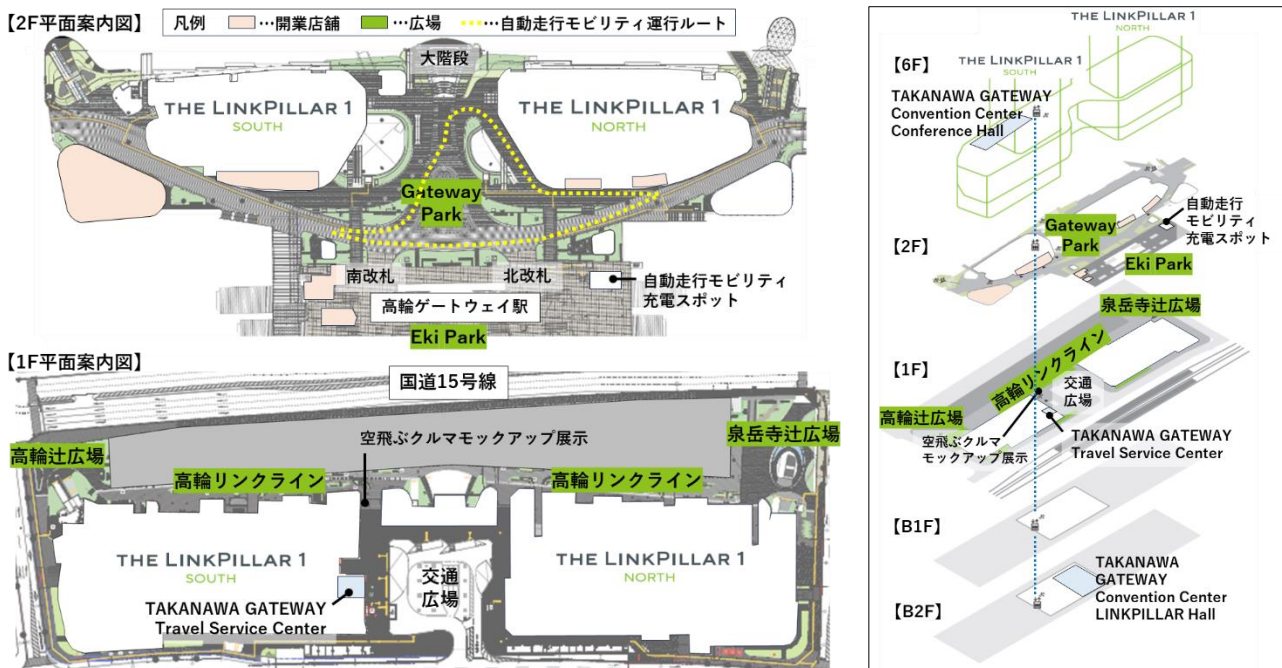 【2F平面案内図】
凡例 …開業店舗 …広場 …自動走行モビリティ運行ルート
大階段
THE LINKPILLAR 1
SOUTH
THE LINKPILLAR 1
NORTH
Gateway
Park
南改札
北改札
自動走行モビリティ
充電スポット
高輪ゲートウェイ駅
Eki Park
【1F平面案内図】
国道15号線
空飛ぶクルマモックアップ展示
高輪辻広場
泉岳寺辻広場
高輪リンクライン
高輪リンクライン
THE LINKPILLAR 1
SOUTH
THE LINKPILLAR 1
NORTH
交通
広場
TAKANAWA GATEWAY
Travel Service Center
THE LINKPILLAR 1
NORTH
【6F】
THE LINKPILLAR 1
SOUTH
TAKANAWA GATEWAY
Convention Center
Conference Hall
【2F】
Gateway
Park
自動走行
モビリティ
充電スポット
Eki Park
【1F】
泉岳寺辻広場
高輪リンクライン
交通
広場
高輪辻広場
空飛ぶクルマ
モックアップ展示
TAKANAWA GATEWAY
Travel Service Center
【B1F】
【B2F】
TAKANAWA
GATEWAY
Convention Center
LINKPILLAR Hall